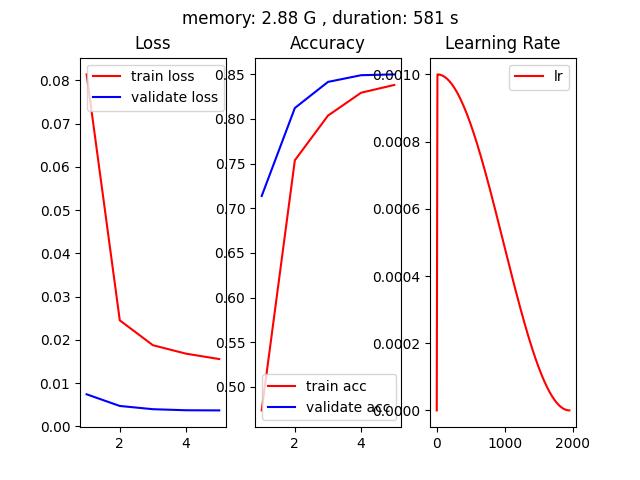 memory: 2.88 G , duration: 581 s
Loss
Accuracy
Learning Rate
train loss
validate loss
0.08
0.07
0.06
0.05
0.04
0.03
0.02
0.01
0.00
2 4
0.85
0.80
0.75
0.70
0.65
0.60
0.55
0.50
train acc
validate acc
2 4
lr
0.0010
0.0008
0.0006
0.0004
0.0002
0.0000
0 1000 2000